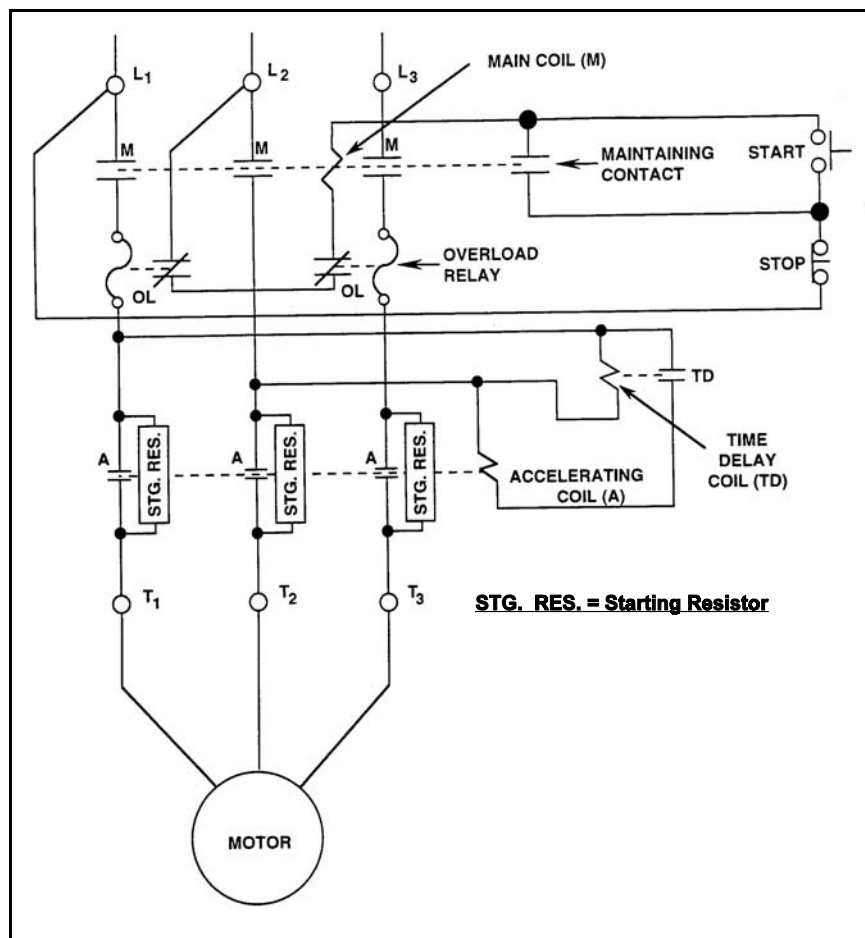 L1
L2
L3
MAIN COIL (M)
M
M
M
MAINTAINING
CONTACT
START
OVERLOAD
RELAY
STOP
OL
OL
TD
A
STG. RES.
A
STG. RES.
A
STG. RES.
ACCELERATING
COIL (A)
TIME
DELAY
COIL (TD)
T1
T2
T3
STG. RES. = Starting Resistor
MOTOR